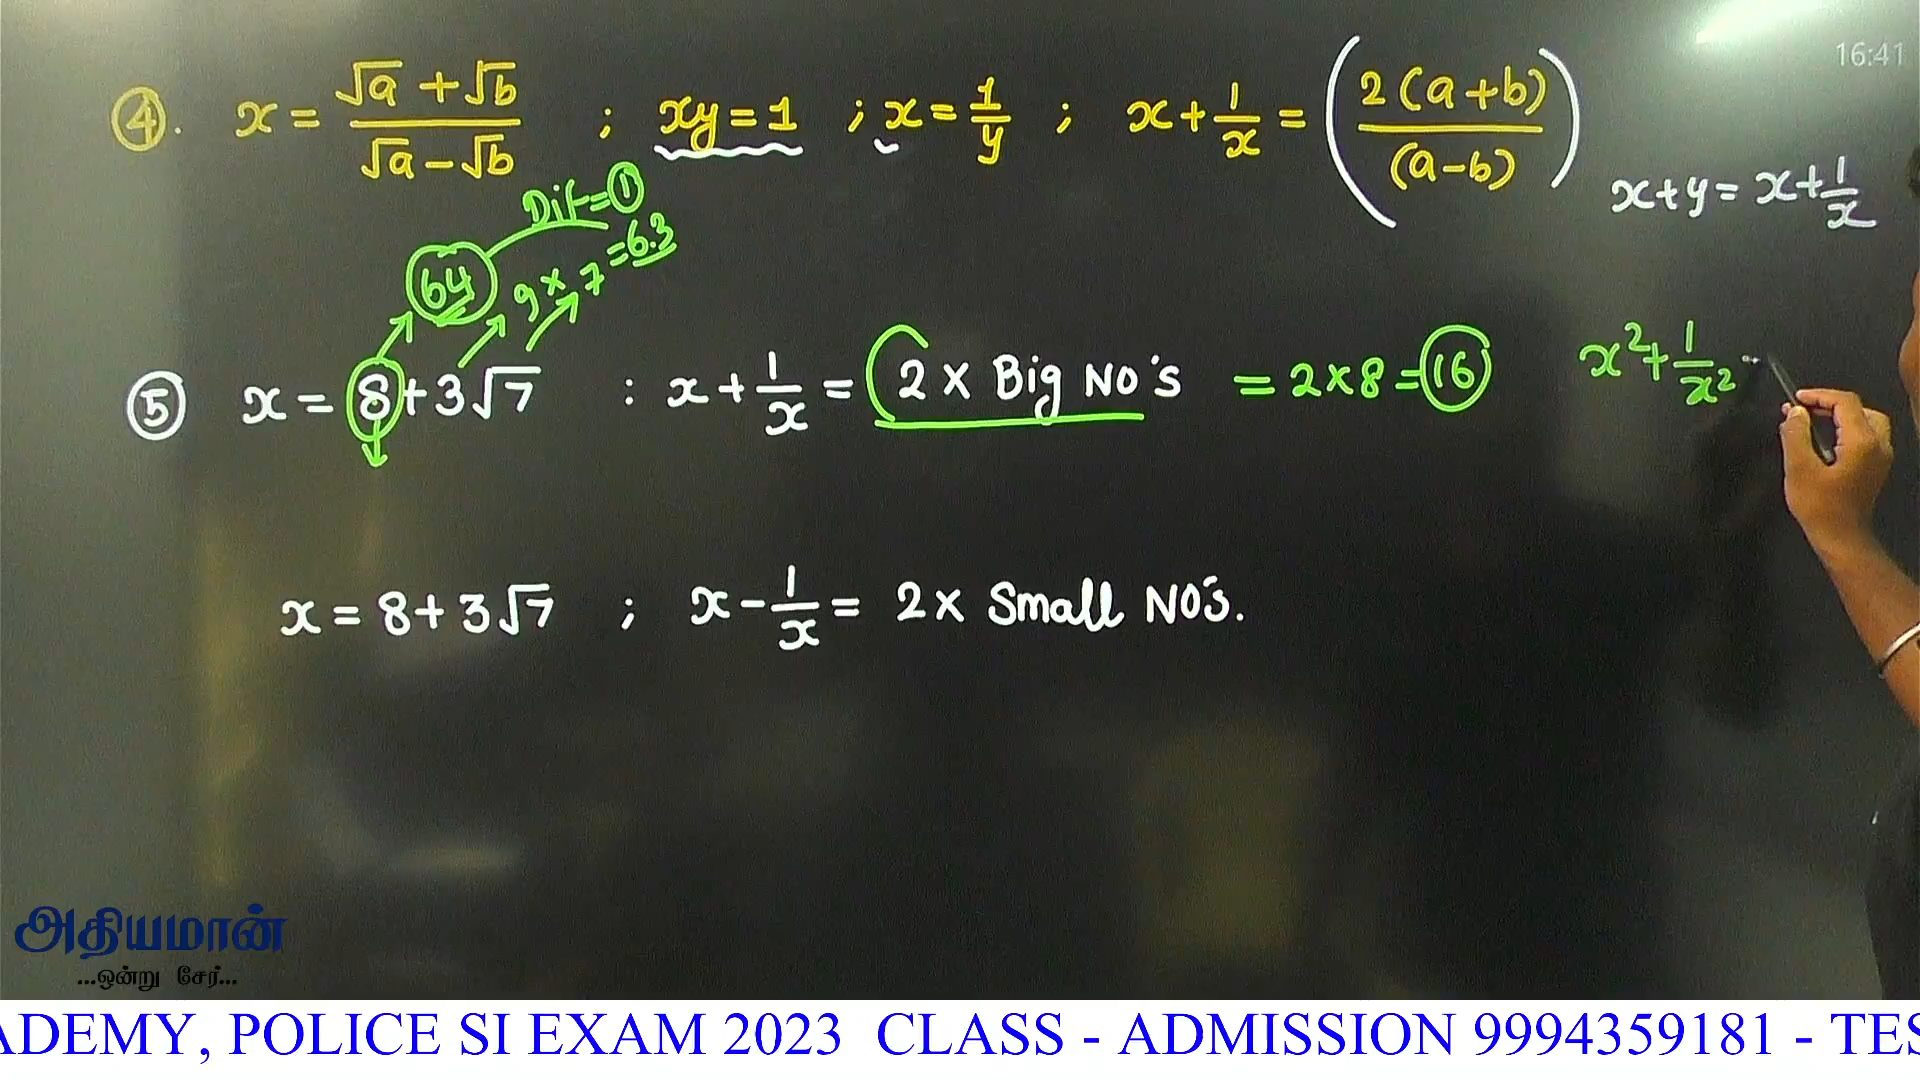 16:41
④. x = (√a + √b)/(√a - √b) ; xy = 1 ; x = 1/y ; x + 1/x = (2(a+b)/(a-b))
x + y = x + 1/x
Dif = ①
64 9 x 7 = 63
⑤ x = 8 + 3√7 : x + 1/x = 2 x Big No's = 2 x 8 = 16 x² + 1/x²
x = 8 + 3√7 ; x - 1/x = 2 x Small NO's.
அதியமான்
...ஒன்று சேர்...
ADEMY, POLICE SI EXAM 2023 CLASS - ADMISSION 9994359181 - TES